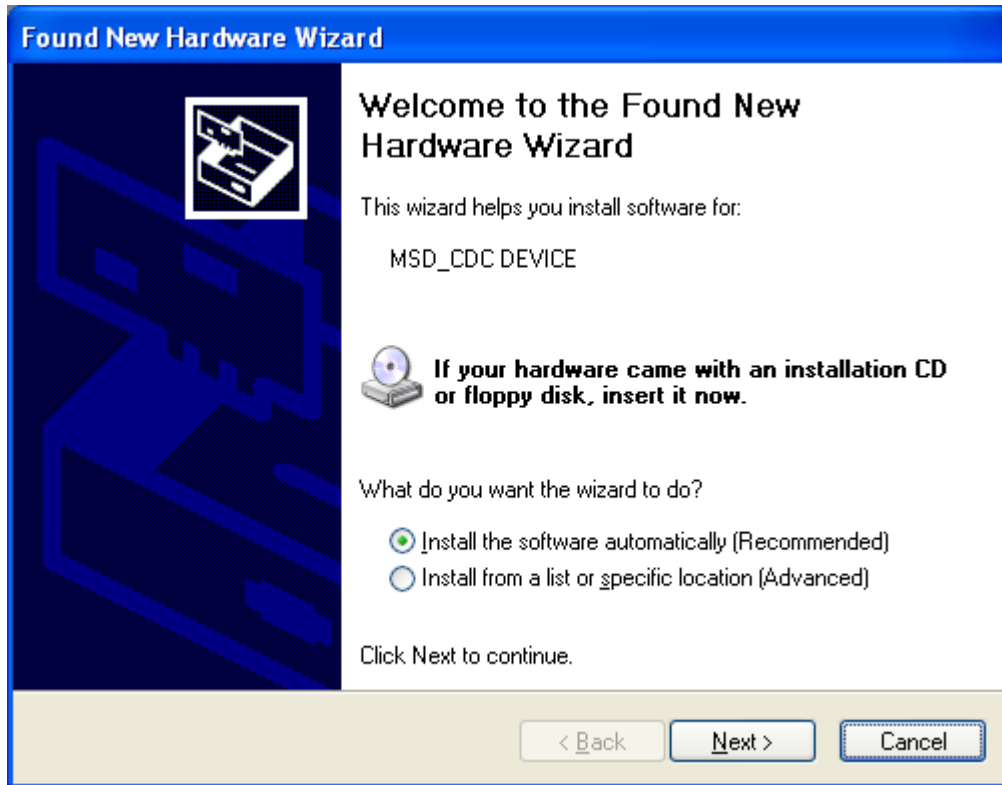 Found New Hardware Wizard
Welcome to the Found New
Hardware Wizard
This wizard helps you install software for:
MSD_CDC DEVICE
If your hardware came with an installation CD
or floppy disk, insert it now.
What do you want the wizard to do?
Install the software automatically (Recommended)
Install from a list or specific location (Advanced)
Click Next to continue.
< Back
Next >
Cancel